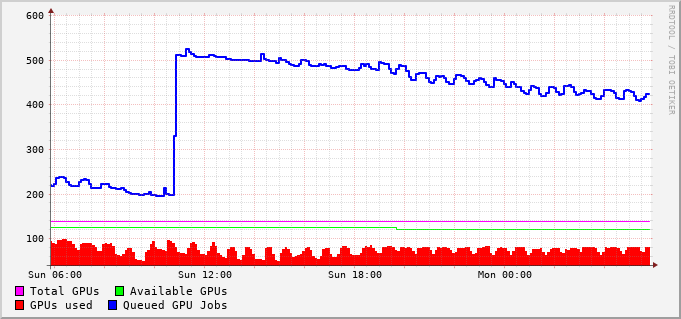 600
500
400
300
200
100
Sun 06:00 Sun 12:00 Sun 18:00 Mon 00:00
Total GPUs Available GPUs
GPUs used Queued GPU Jobs
RRDTOOL / TOBI OETIKER